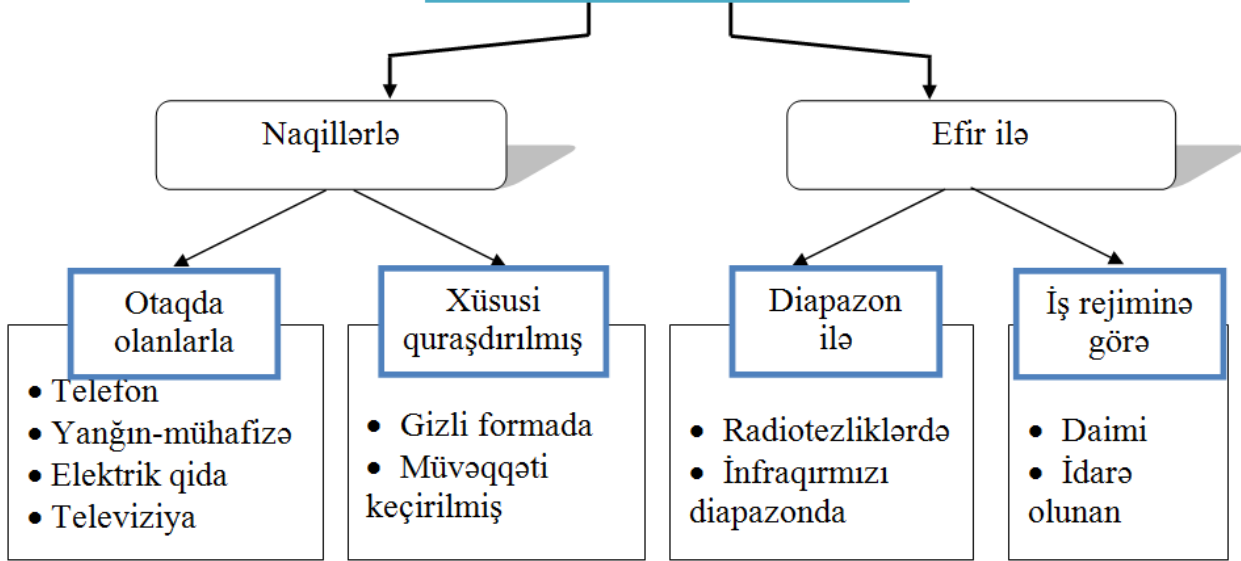 Naqillərlə
Efir ilə
Otaqda
olanlarla
• Telefon
• Yanğın-mühafizə
• Elektrik qida
• Televiziya
Xüsusi
quraşdırılmış
• Gizli formada
• Müvəqqəti
keçirilmiş
Diapazon
ilə
• Radiotezliklərdə
• İnfraqırmızı
diapazonda
İş rejiminə
görə
• Daimi
• İdarə
olunan